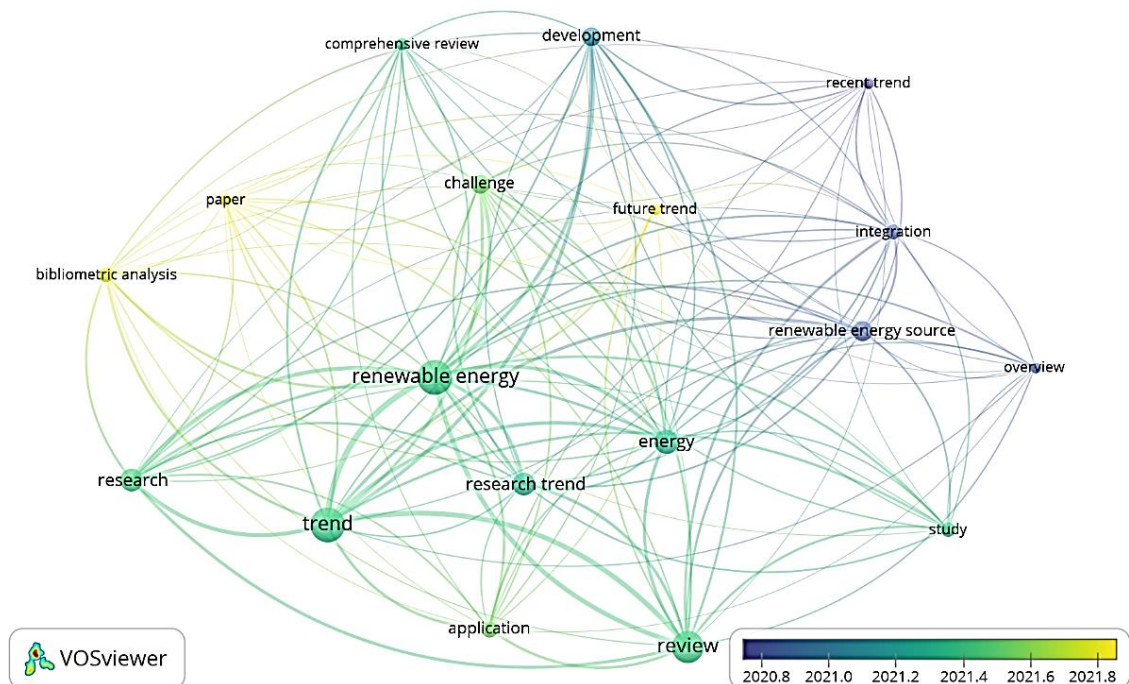 comprehensive review
development
recent trend
challenge
paper
future trend
integration
bibliometric analysis
renewable energy source
overview
renewable energy
energy
research
research trend
trend
study
application
review
VOSviewer
2020.8 2021.0 2021.2 2021.4 2021.6 2021.8